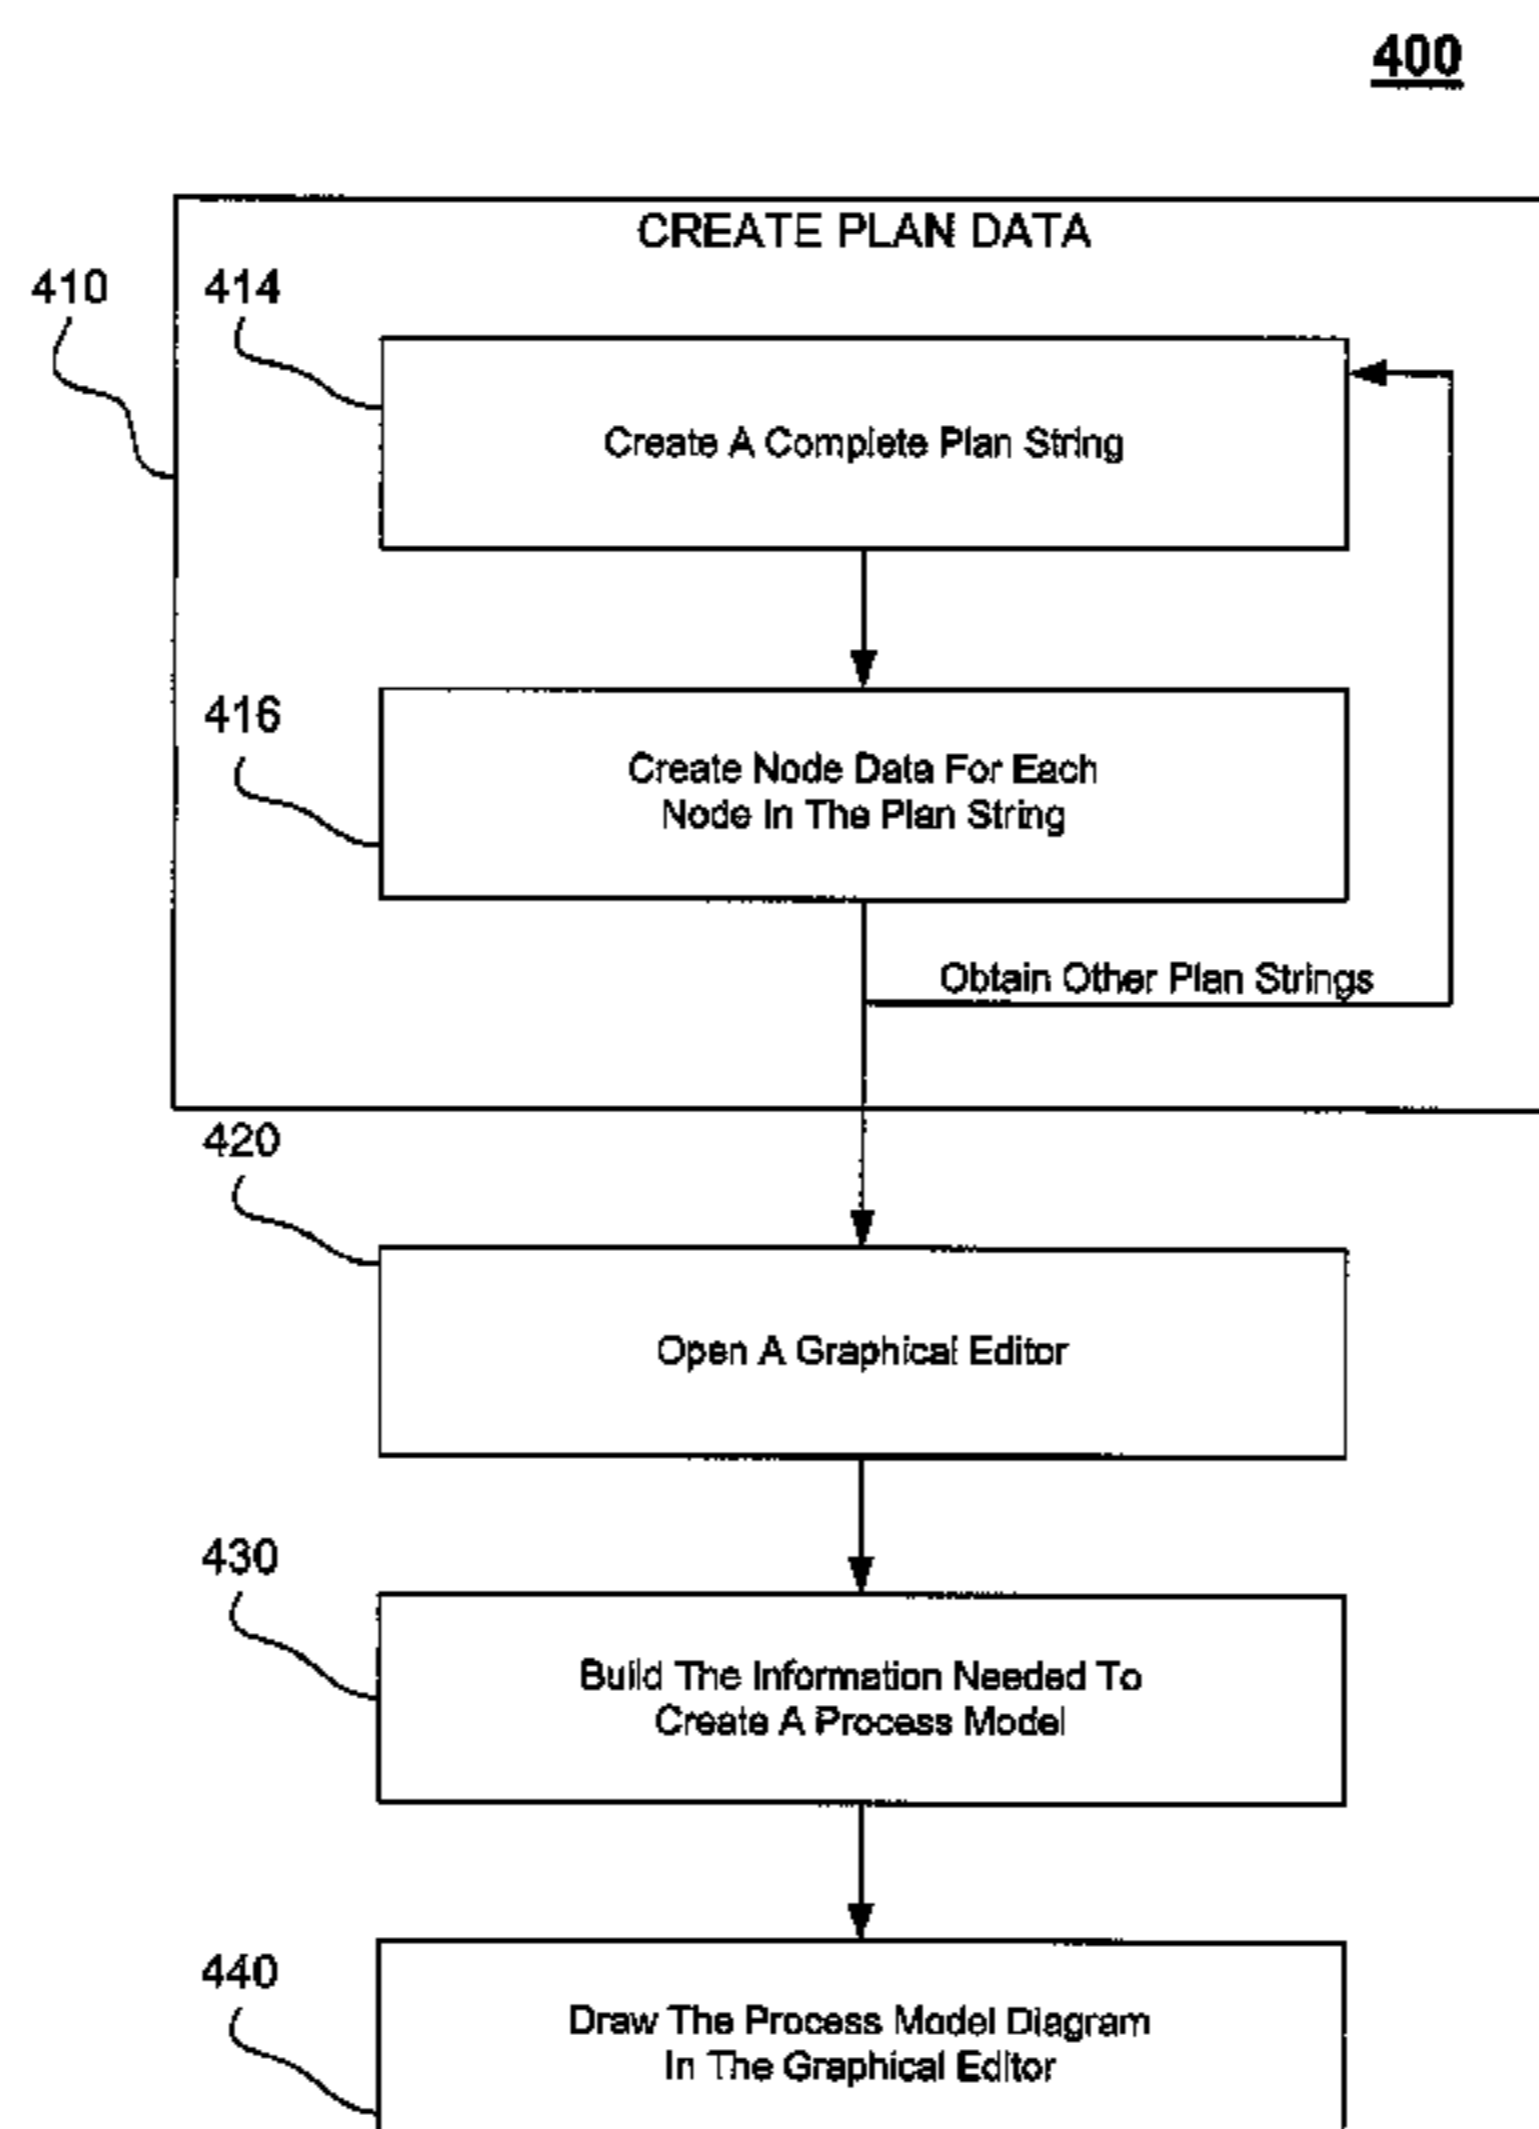 400
CREATE PLAN DATA
410
414
Create A Complete Plan String
416
Create Node Data For Each
Node In The Plan String
Obtain Other Plan Strings
420
Open A Graphical Editor
430
Build The Information Needed To
Create A Process Model
440
Draw The Process Model Diagram
In The Graphical Editor